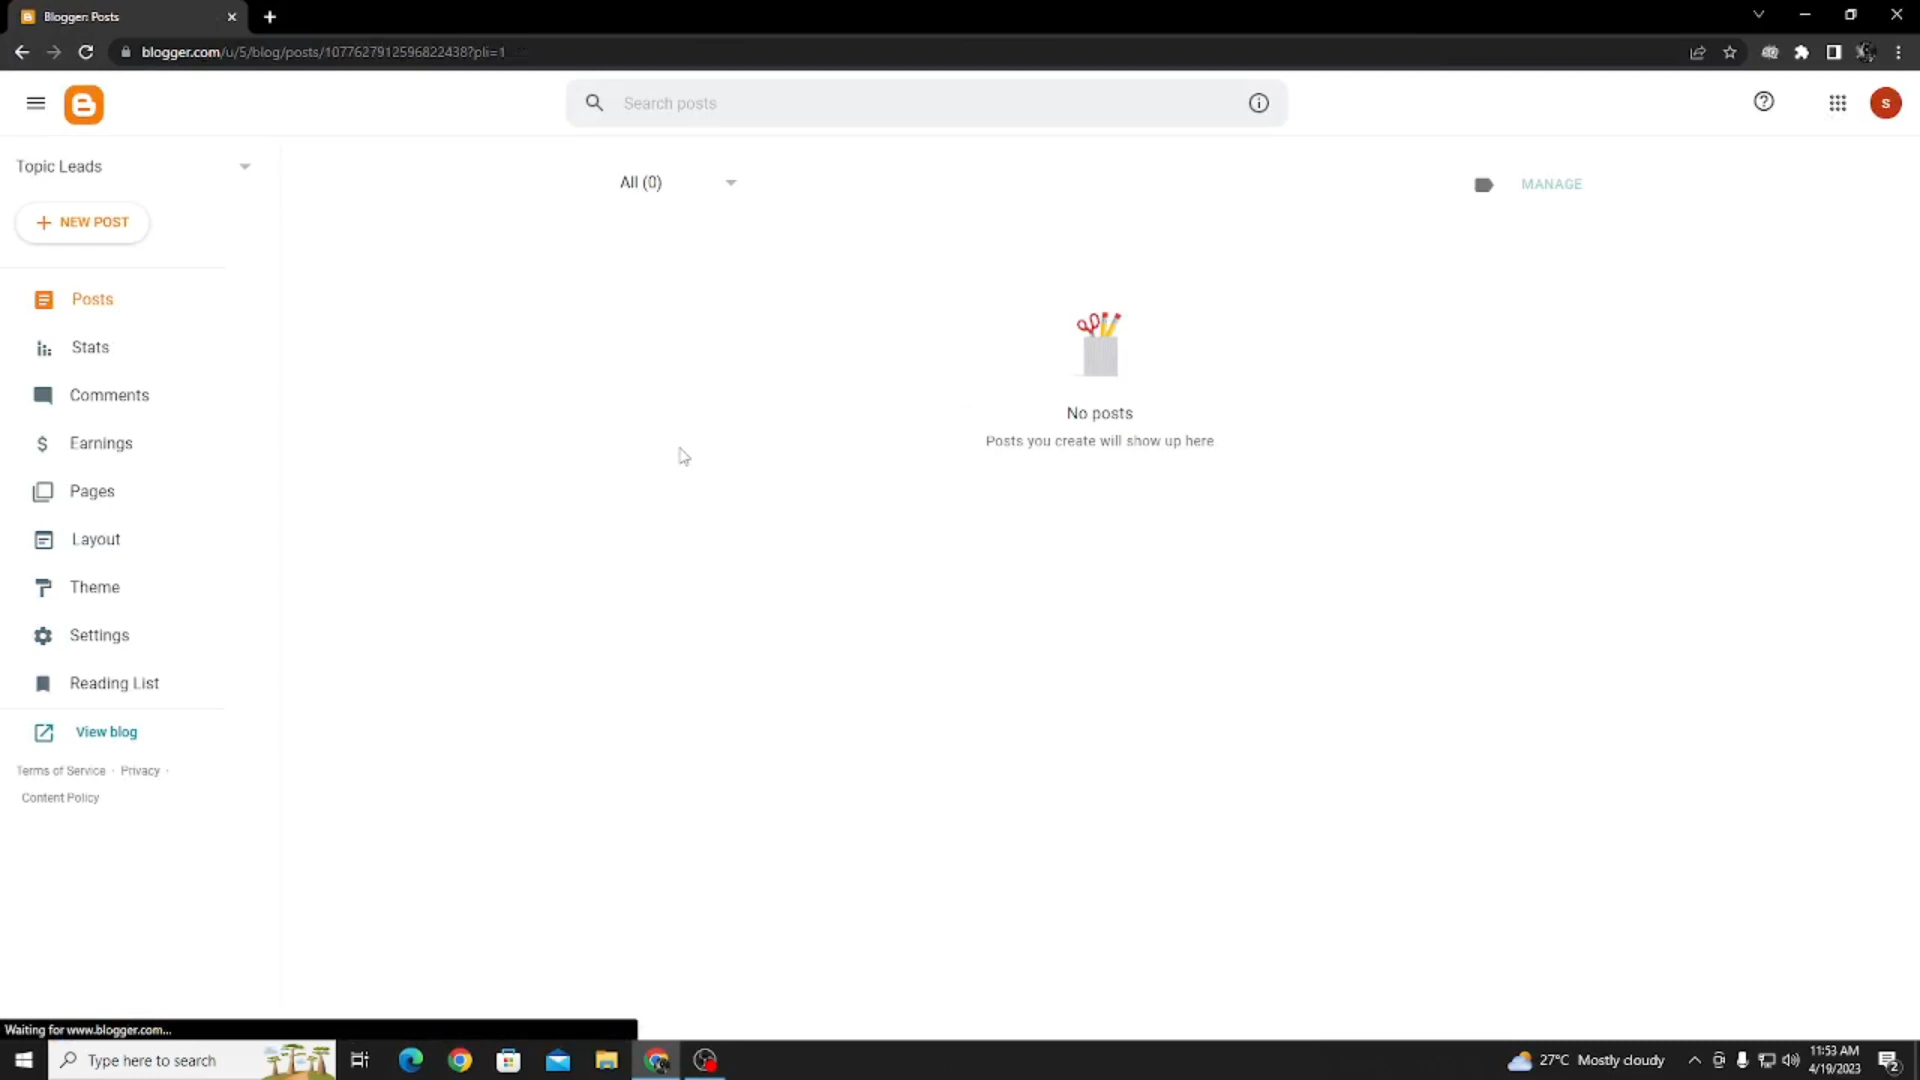 Blogger: Posts
blogger.com/u/5/blog/posts/1077627912596822438?pli=1
Search posts
S
Topic Leads
All (0)
MANAGE
NEW POST
Posts
Stats
Comments
Earnings
Pages
Layout
Theme
Settings
Reading List
View blog
Terms of Service · Privacy ·
Content Policy
No posts
Posts you create will show up here
Waiting for www.blogger.com...
Type here to search
27°C Mostly cloudy
11:53 AM
4/19/2023
2